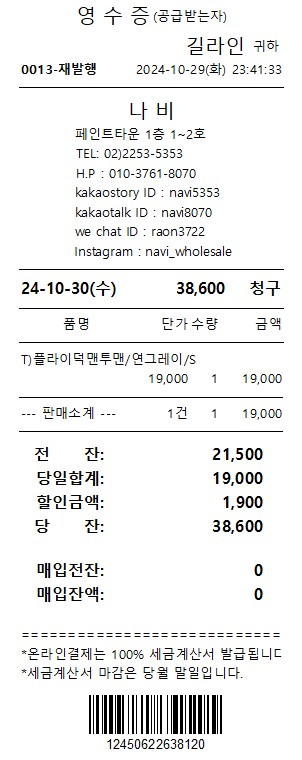 영 수 증 (공급받는자)
길라인 귀하
0013-재발행 2024-10-29(화) 23:41:33
나 비
페인트타운 1층 1~2호
TEL: 02)2253-5353
H.P : 010-3761-8070
kakaostory ID : navi5353
kakaotalk ID : navi8070
we chat ID : raon3722
Instagram : navi_wholesale
24-10-30(수) 38,600 청구
품명 단가 수량 금액
T)플라이덕맨투맨/연그레이/S
19,000 1 19,000
--- 판매소계 --- 1건 1 19,000
전 잔: 21,500
당일합계: 19,000
할인금액: 1,900
당 잔: 38,600
매입전잔: 0
매입잔액: 0
============================
*온라인결제는 100% 세금계산서 발급됩니다
*세금계산서 마감은 당월 말일입니다.
12450622638120